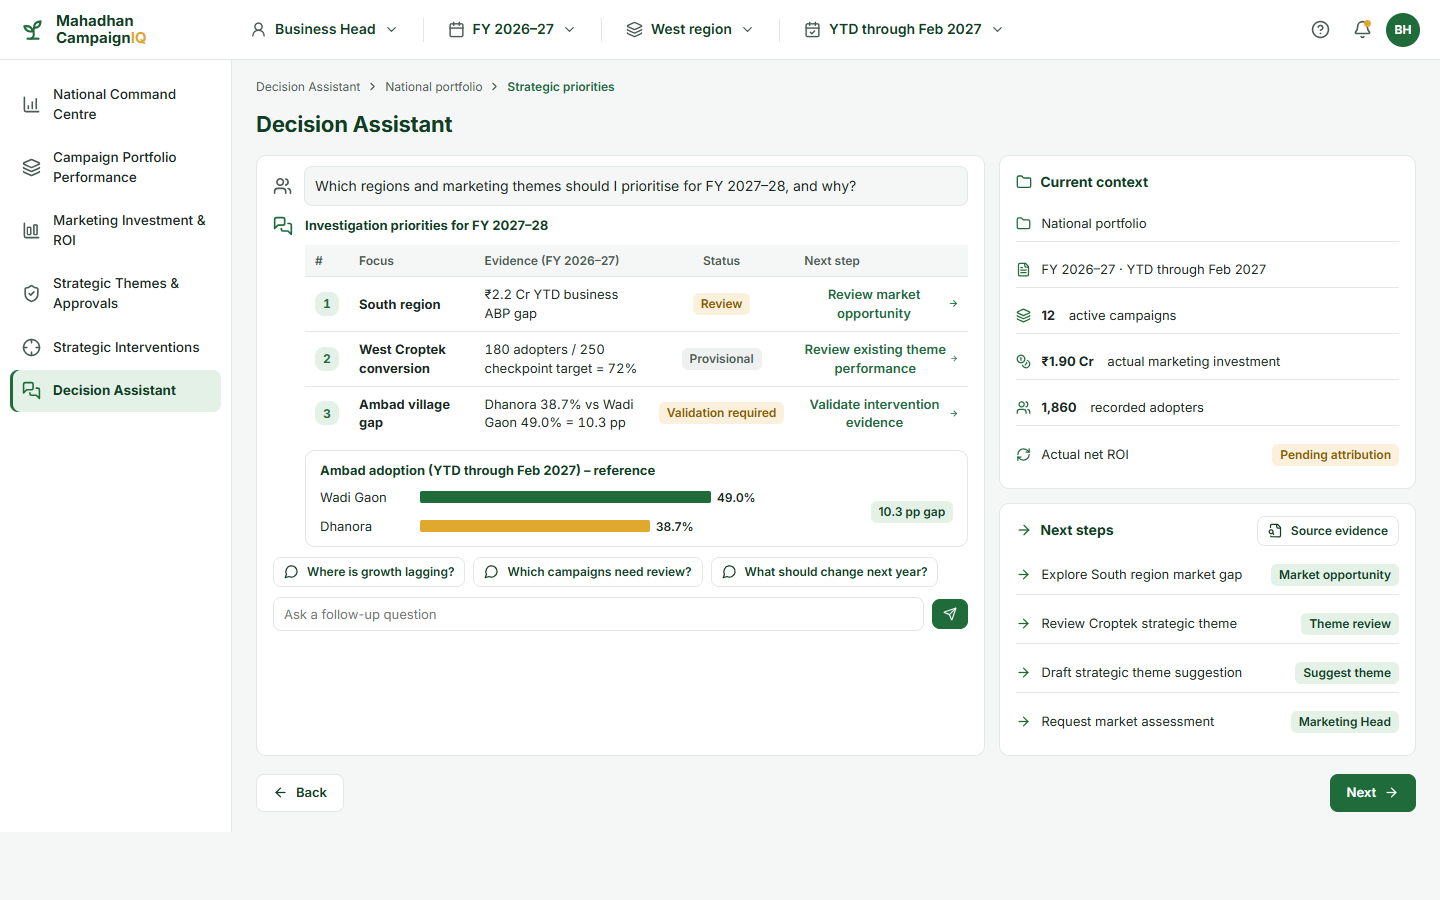 Mahadhan
CampaignIQ
Business Head
FY 2026–27
West region
YTD through Feb 2027
BH
National Command
Centre
Campaign Portfolio
Performance
Marketing Investment &
ROI
Strategic Themes &
Approvals
Strategic Interventions
Decision Assistant
Decision Assistant > National portfolio > Strategic priorities
Decision Assistant
Which regions and marketing themes should I prioritise for FY 2027–28, and why?
Investigation priorities for FY 2027–28
# Focus Evidence (FY 2026–27) Status Next step
1 South region ₹2.2 Cr YTD business
ABP gap Review Review market
opportunity →
2 West Croptek
conversion 180 adopters / 250
checkpoint target = 72% Provisional Review existing theme
performance →
3 Ambad village
gap Dhanora 38.7% vs Wadi
Gaon 49.0% = 10.3 pp Validation required Validate intervention
evidence →
Ambad adoption (YTD through Feb 2027) – reference
Wadi Gaon 49.0%
Dhanora 38.7%
10.3 pp gap
Where is growth lagging?
Which campaigns need review?
What should change next year?
Ask a follow-up question
Current context
National portfolio
FY 2026–27 · YTD through Feb 2027
12 active campaigns
₹1.90 Cr actual marketing investment
1,860 recorded adopters
Actual net ROI Pending attribution
→ Next steps Source evidence
→ Explore South region market gap Market opportunity
→ Review Croptek strategic theme Theme review
→ Draft strategic theme suggestion Suggest theme
→ Request market assessment Marketing Head
← Back
Next →